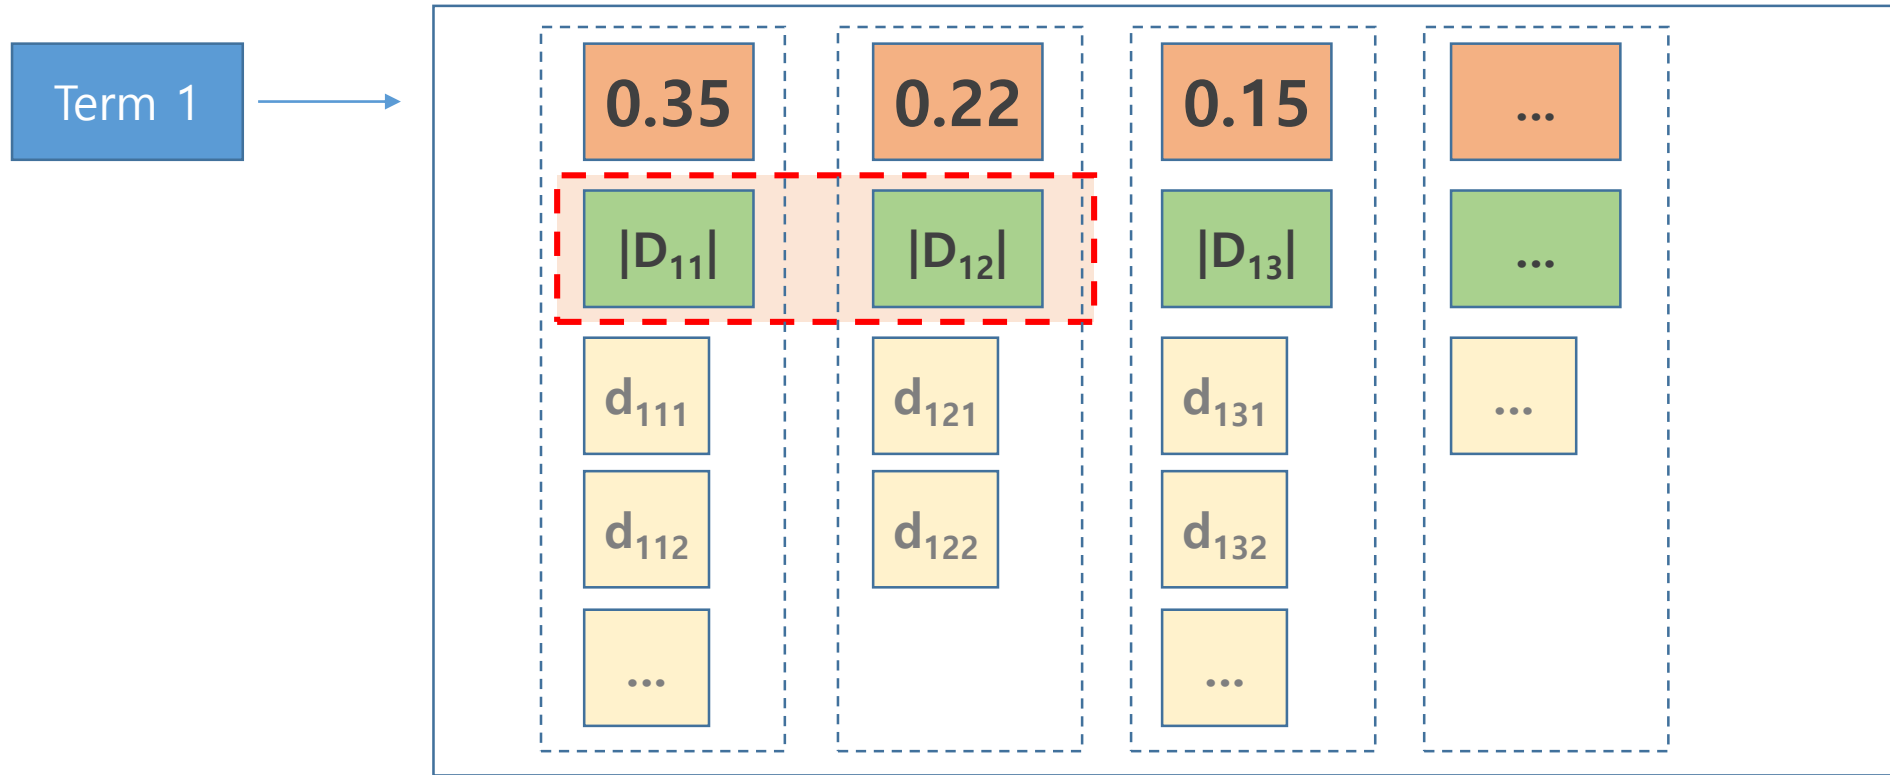 Term 1
0.35 0.22 0.15 ...
|D₁₁| |D₁₂| |D₁₃| ...
d₁₁₁ d₁₂₁ d₁₃₁ ...
d₁₁₂ d₁₂₂ d₁₃₂
... ...